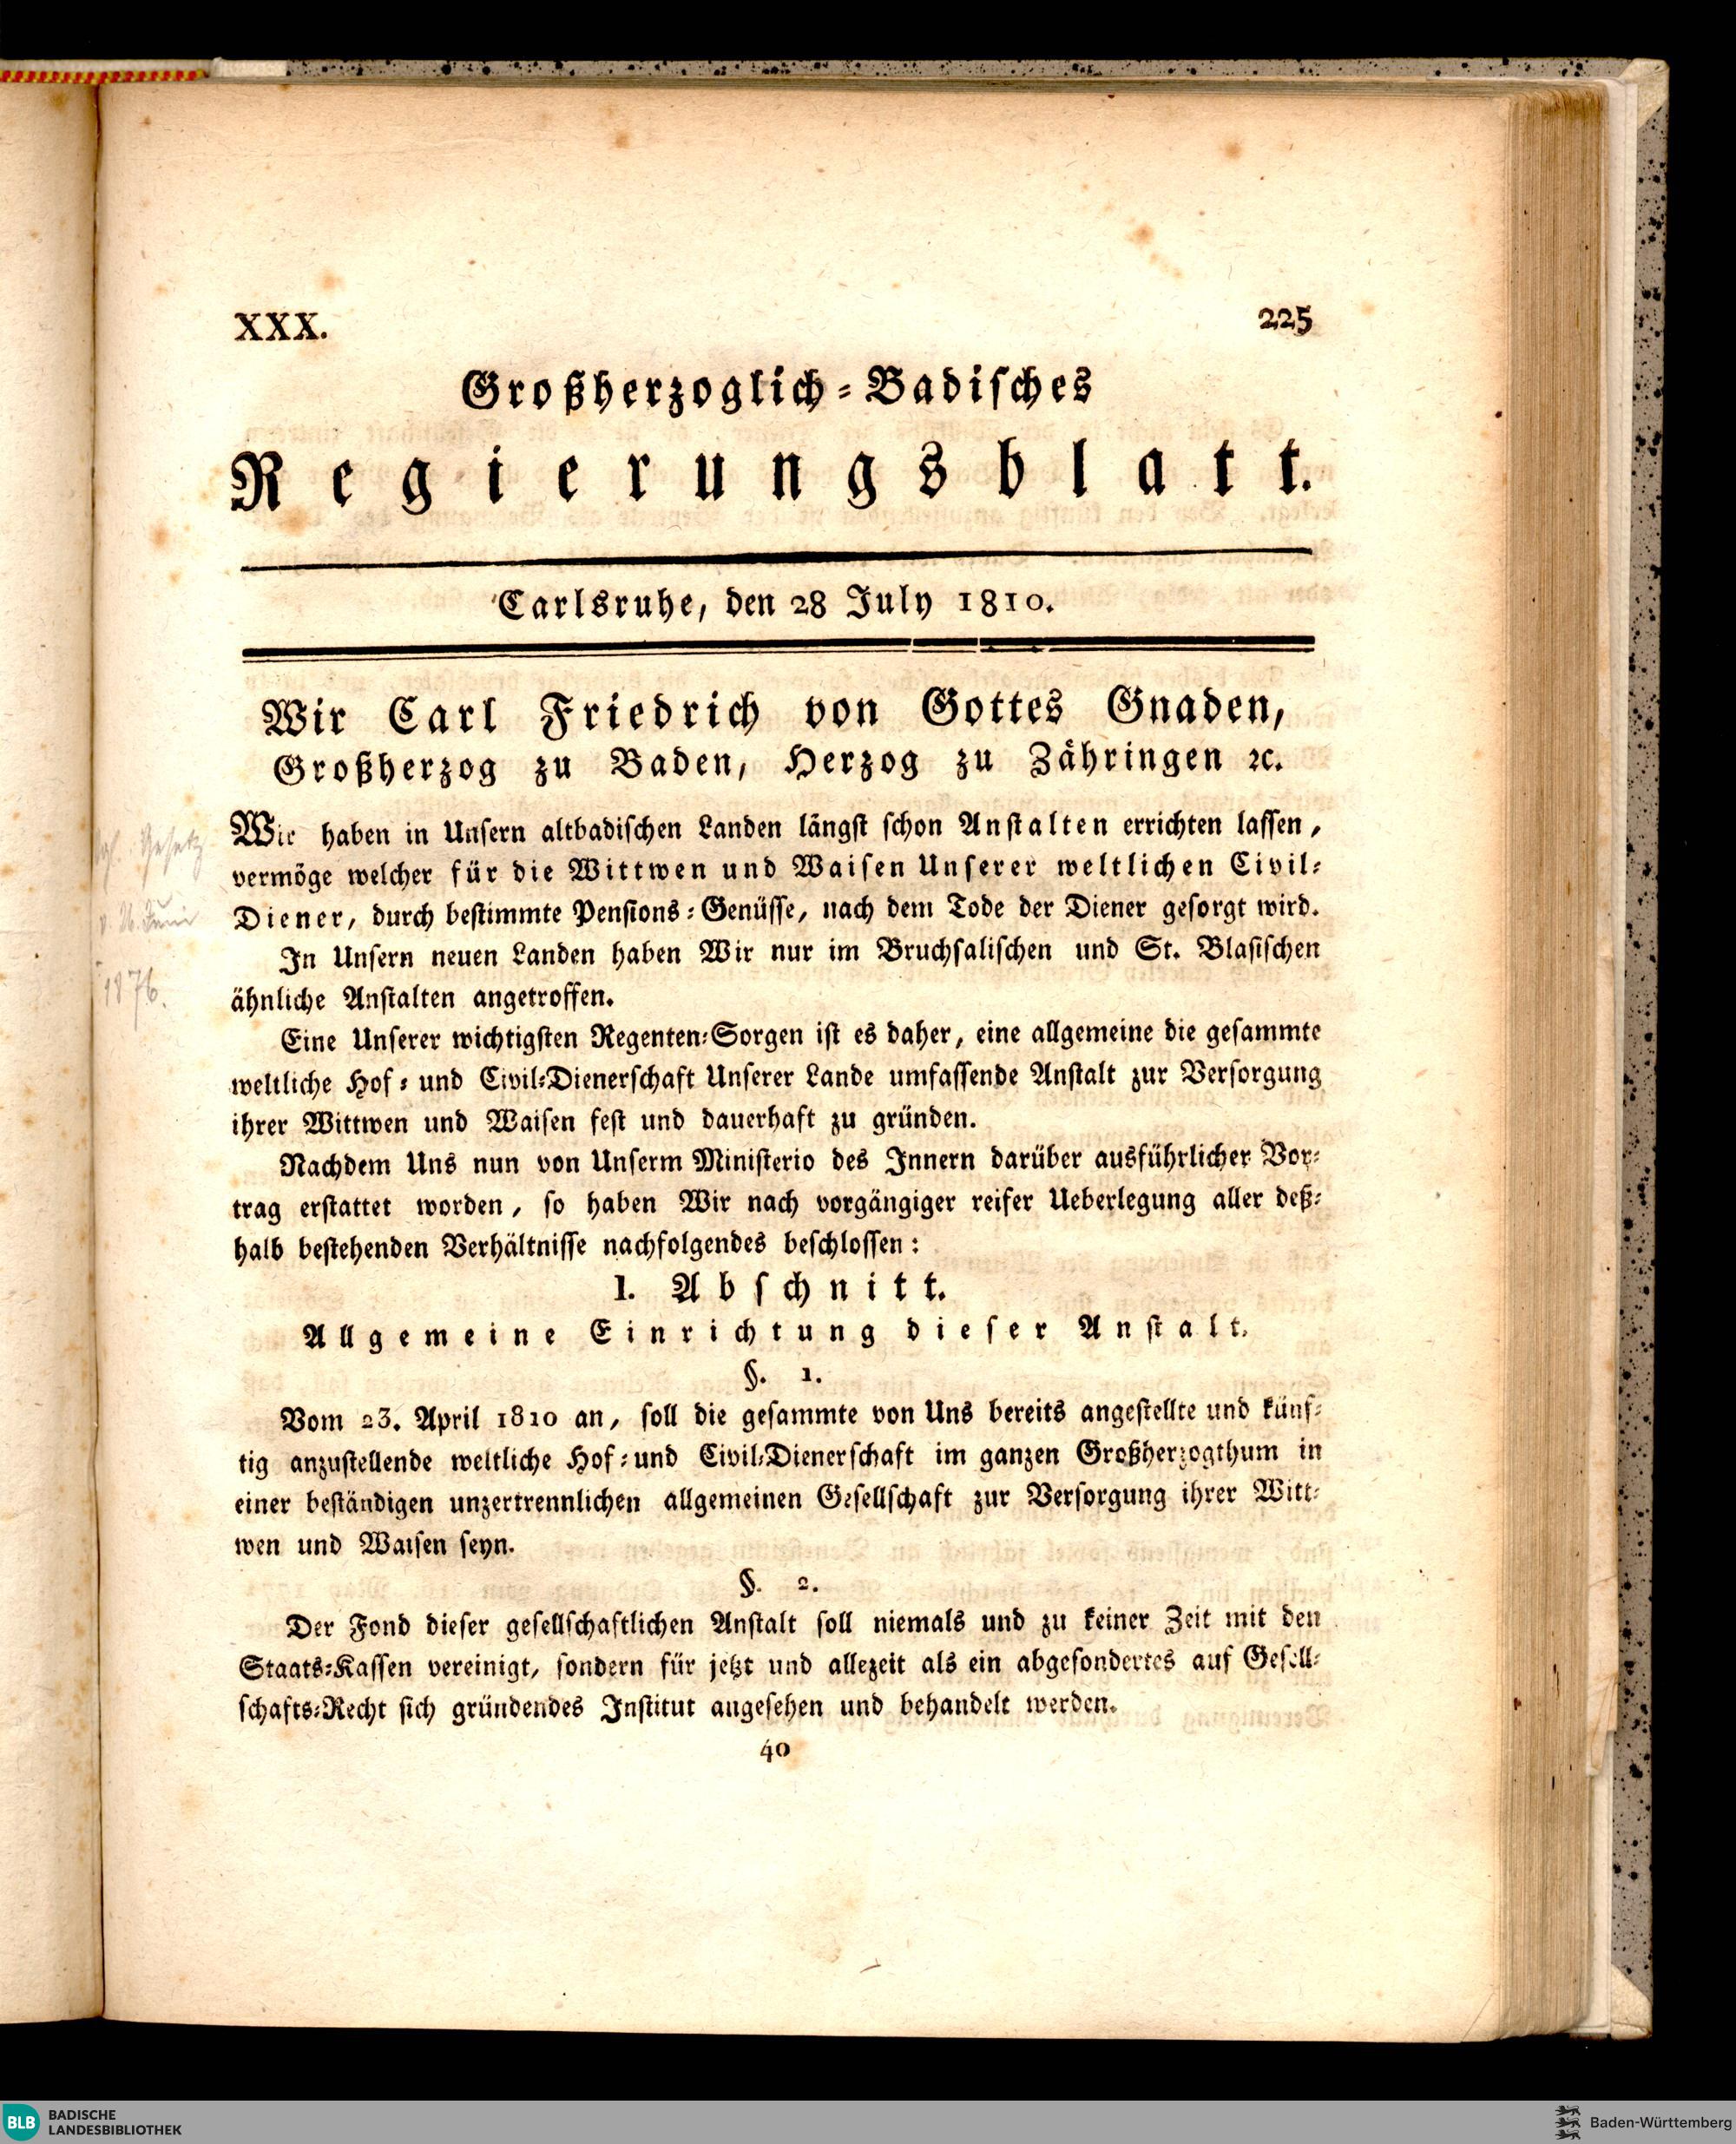 XXX.
225
Großherzoglich-Badisches
Regierungsblatt.
Carlsruhe, den 28 July 1810.
Wir Carl Friedrich von Gottes Gnaden,
Großherzog zu Baden, Herzog zu Zähringen ꝛc.
Wir haben in Unsern altbadischen Landen längst schon Anstalten errichten lassen,
vermöge welcher für die Wittwen und Waisen Unserer weltlichen Civil-
Diener, durch bestimmte Pensions-Genüsse, nach dem Tode der Diener gesorgt wird.
In Unsern neuen Landen haben Wir nur im Bruchsalischen und St. Blasischen
ähnliche Anstalten angetroffen.
Eine Unserer wichtigsten Regenten-Sorgen ist es daher, eine allgemeine die gesammte
weltliche Hof- und Civil-Dienerschaft Unserer Lande umfassende Anstalt zur Versorgung
ihrer Wittwen und Waisen fest und dauerhaft zu gründen.
Nachdem Uns nun von Unserm Ministerio des Innern darüber ausführlicher Vor-
trag erstattet worden, so haben Wir nach vorgängiger reifer Ueberlegung aller deß-
halb bestehenden Verhältnisse nachfolgendes beschlossen:
I. Abschnitt.
Allgemeine Einrichtung dieser Anstalt.
§. 1.
Vom 23. April 1810 an, soll die gesammte von Uns bereits angestellte und künf-
tig anzustellende weltliche Hof- und Civil-Dienerschaft im ganzen Großherzogthum in
einer beständigen unzertrennlichen allgemeinen Gesellschaft zur Versorgung ihrer Witt-
wen und Waisen seyn.
§. 2.
Der Fond dieser gesellschaftlichen Anstalt soll niemals und zu keiner Zeit mit den
Staats-Kassen vereinigt, sondern für jetzt und allezeit als ein abgesondertes auf Gesell-
schafts-Recht sich gründendes Institut angesehen und behandelt werden.
40
Gesetz
v. Juni
1876.
BLB
BADISCHE
LANDESBIBLIOTHEK
Baden-Württemberg